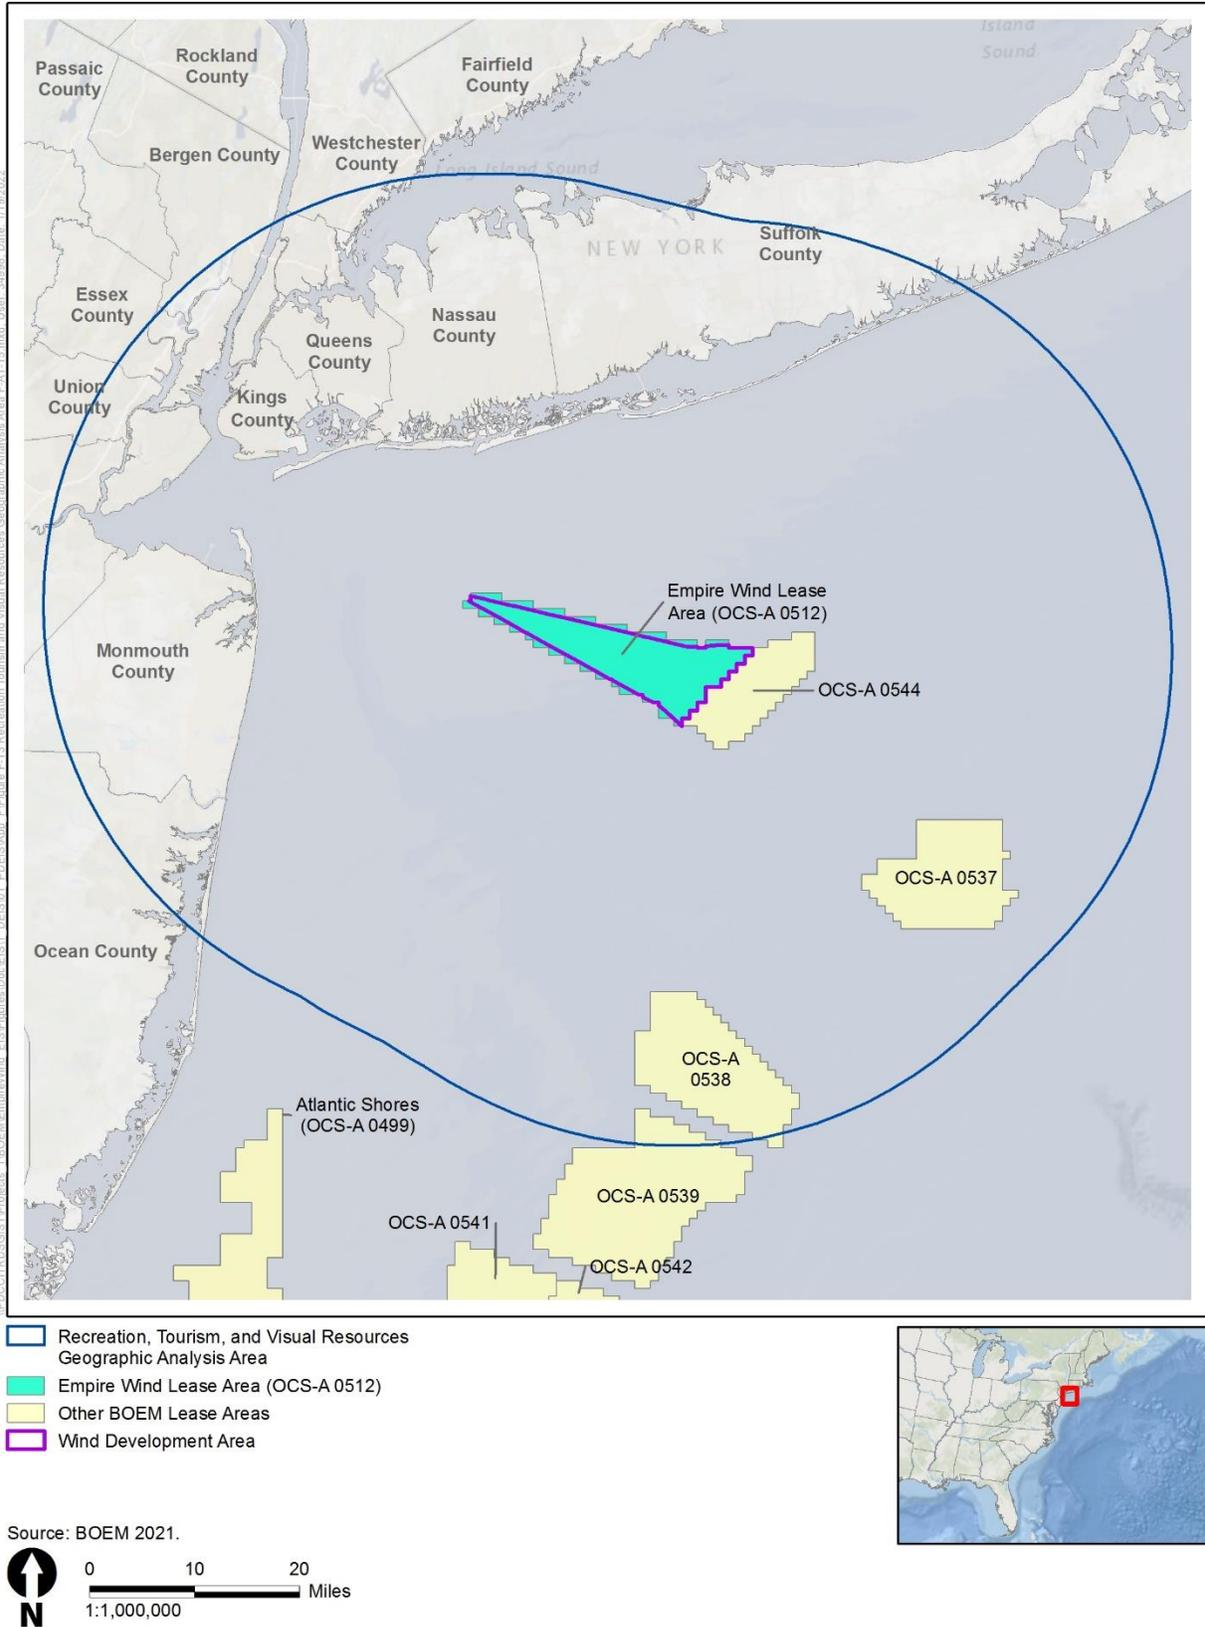 Island
Sound
Rockland
County
Passaic
County
Fairfield
County
Westchester
County
Bergen County
Long Island Sound
NEW YORK
Suffolk
County
Essex
County
Nassau
County
Queens
County
Union
County
Kings
County
Empire Wind Lease
Area (OCS-A 0512)
Monmouth
County
OCS-A 0544
OCS-A 0537
Ocean County
OCS-A
0538
Atlantic Shores
(OCS-A 0499)
OCS-A 0539
OCS-A 0541
OCS-A 0542
Recreation, Tourism, and Visual Resources
Geographic Analysis Area
Empire Wind Lease Area (OCS-A 0512)
Other BOEM Lease Areas
Wind Development Area
Source: BOEM 2021.
0 10 20
Miles
1:1,000,000
N